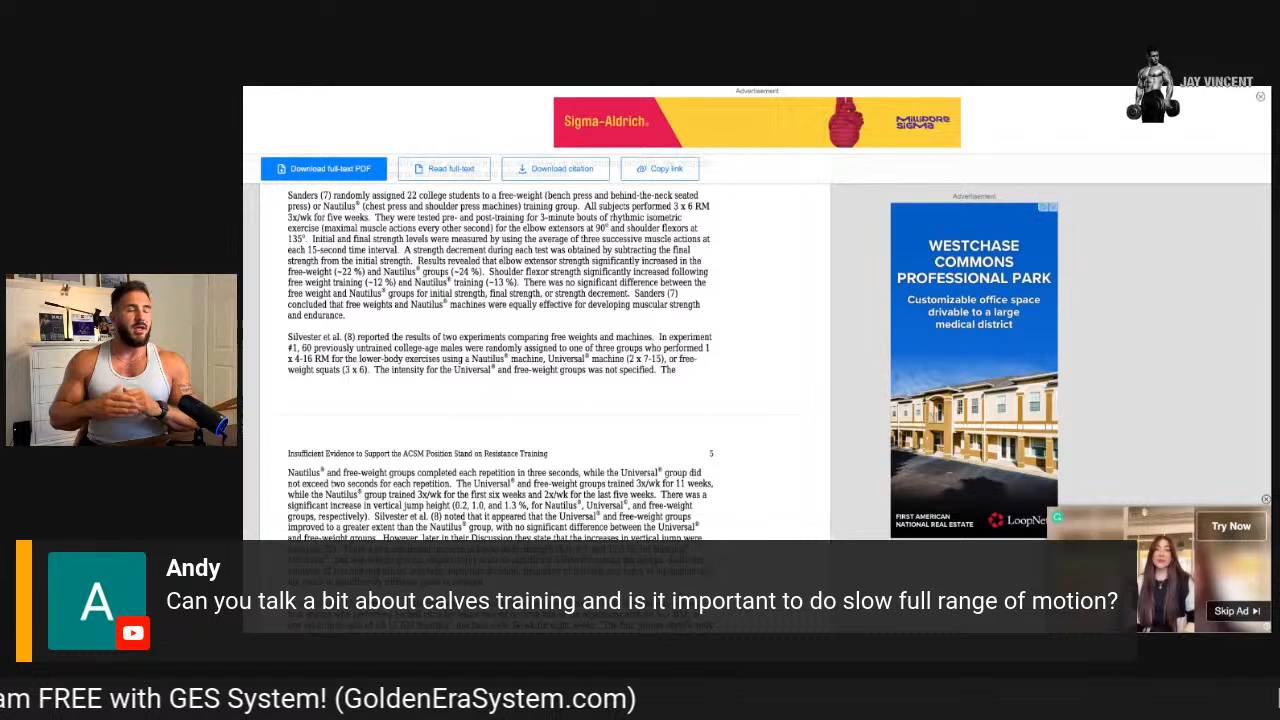 JAY VINCENT
Advertisement
Sigma-Aldrich®
MILLIPORE
SIGMA
Download full-text PDF
Read full-text
Download citation
Copy link
Sanders (7) randomly assigned 22 college students to a free-weight (bench press and behind-the-neck seated
press) or Nautilus® (chest press and shoulder press machines) training group. All subjects performed 3 x 6 RM
3x/wk for five weeks. They were tested pre- and post-training for 3-minute bouts of rhythmic isometric
exercise (maximal muscle actions every other second) for the elbow extensors at 90° and shoulder flexors at
135°. Initial and final strength levels were measured by using the average of three successive muscle actions at
each 15-second time interval. A strength decrement during each test was obtained by subtracting the final
strength from the initial strength. Results revealed that elbow extensor strength significantly increased in the
free-weight (~22 %) and Nautilus® groups (~24 %). Shoulder flexor strength significantly increased following
free weight training (~12 %) and Nautilus® training (~13 %). There was no significant difference between the
free weight and Nautilus® groups for initial strength, final strength, or strength decrement. Sanders (7)
concluded that free weights and Nautilus® machines were equally effective for developing muscular strength
and endurance.
Silvester et al. (8) reported the results of two experiments comparing free weights and machines. In experiment
#1, 60 previously untrained college-age males were randomly assigned to one of three groups who performed 1
x 4-16 RM for the lower-body exercises using a Nautilus® machine, Universal® machine (2 x 7-15), or free-
weight squats (3 x 6). The intensity for the Universal® and free-weight groups was not specified. The
Insufficient Evidence to Support the ACSM Position Stand on Resistance Training 5
Nautilus® and free-weight groups completed each repetition in three seconds, while the Universal® group did
not exceed two seconds for each repetition. The Universal® and free-weight groups trained 3x/wk for 11 weeks,
while the Nautilus® group trained 3x/wk for the first six weeks and 2x/wk for the last five weeks. There was a
significant increase in vertical jump height (0.2, 1.0, and 1.3 %, for Nautilus®, Universal®, and free-weight
groups, respectively). Silvester et al. (8) noted that it appeared that the Universal® and free-weight groups
improved to a greater extent than the Nautilus® group, with no significant difference between the Universal®
and free-weight groups. However, later in their Discussion they state that the increases in vertical jump were
Advertisement
WESTCHASE
COMMONS
PROFESSIONAL PARK
Customizable office space
drivable to a large
medical district
FIRST AMERICAN
NATIONAL REAL ESTATE
LoopNet
Try Now
Skip Ad
A
Andy
Can you talk a bit about calves training and is it important to do slow full range of motion?
am FREE with GES System! (GoldenEraSystem.com)